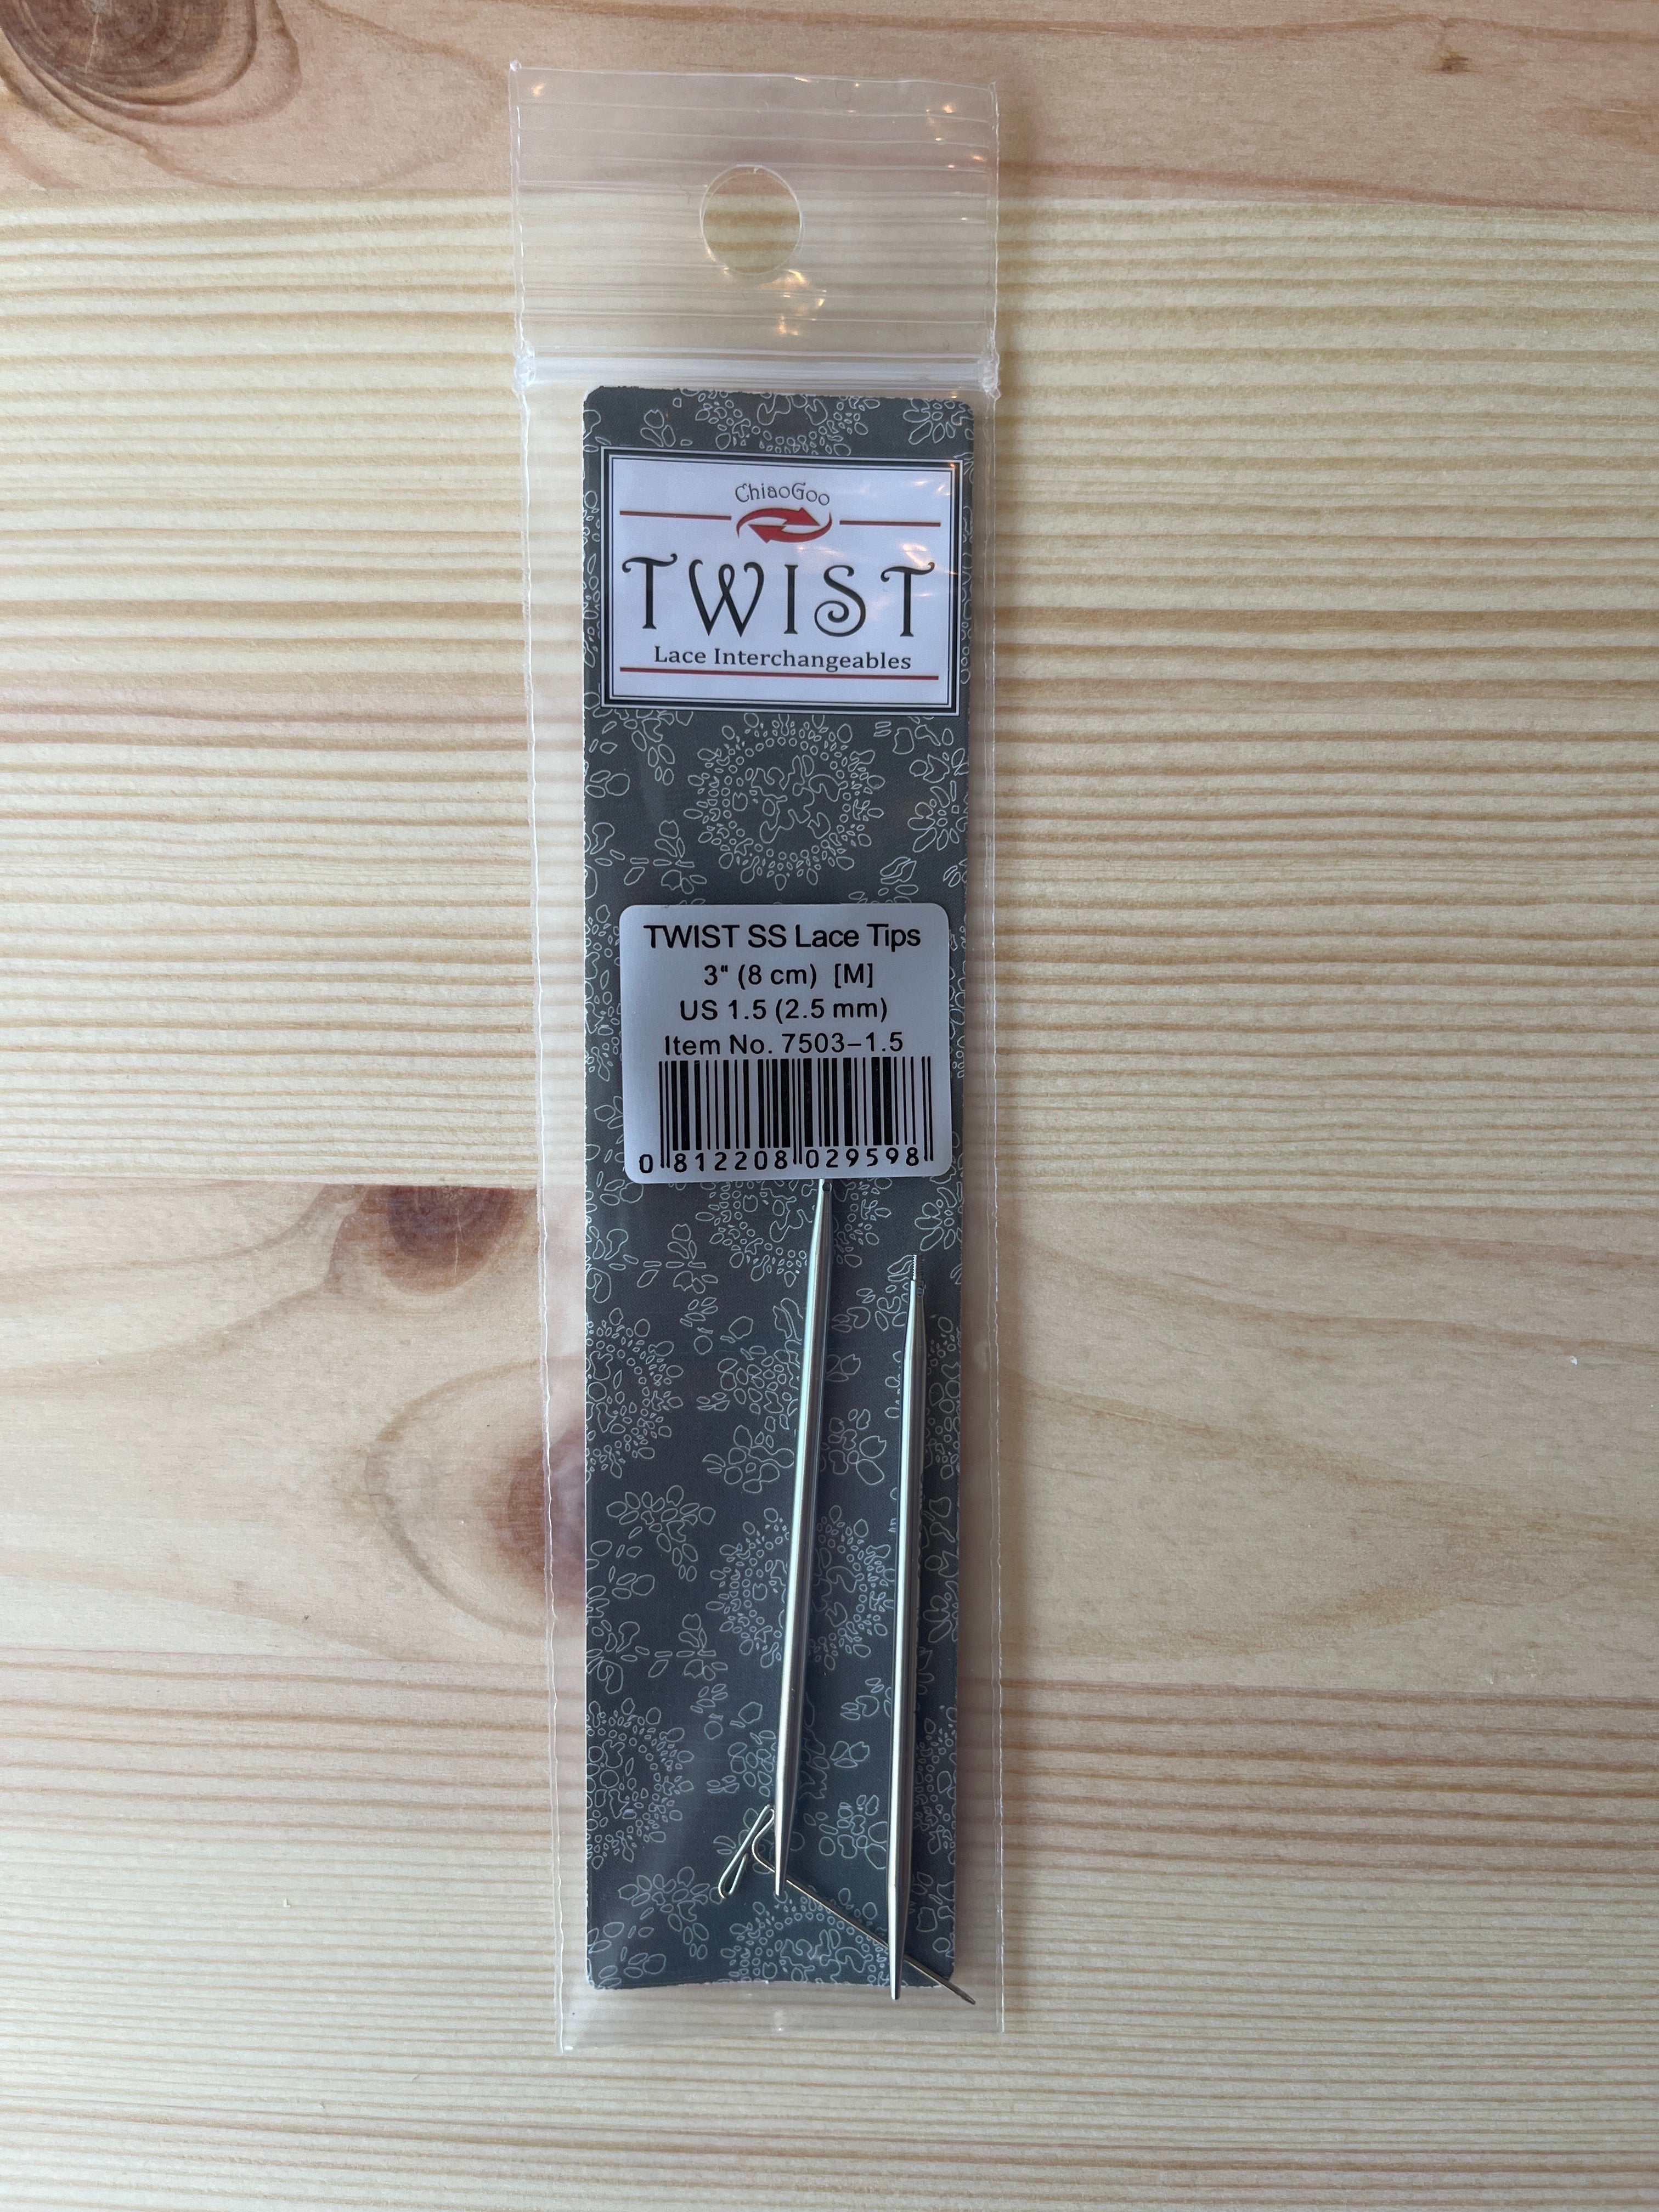 ChiaoGoo
TWIST
Lace Interchangeables
TWIST SS Lace Tips
3" (8 cm) [M]
US 1.5 (2.5 mm)
Item No. 7503-1.5
0 812208 029598